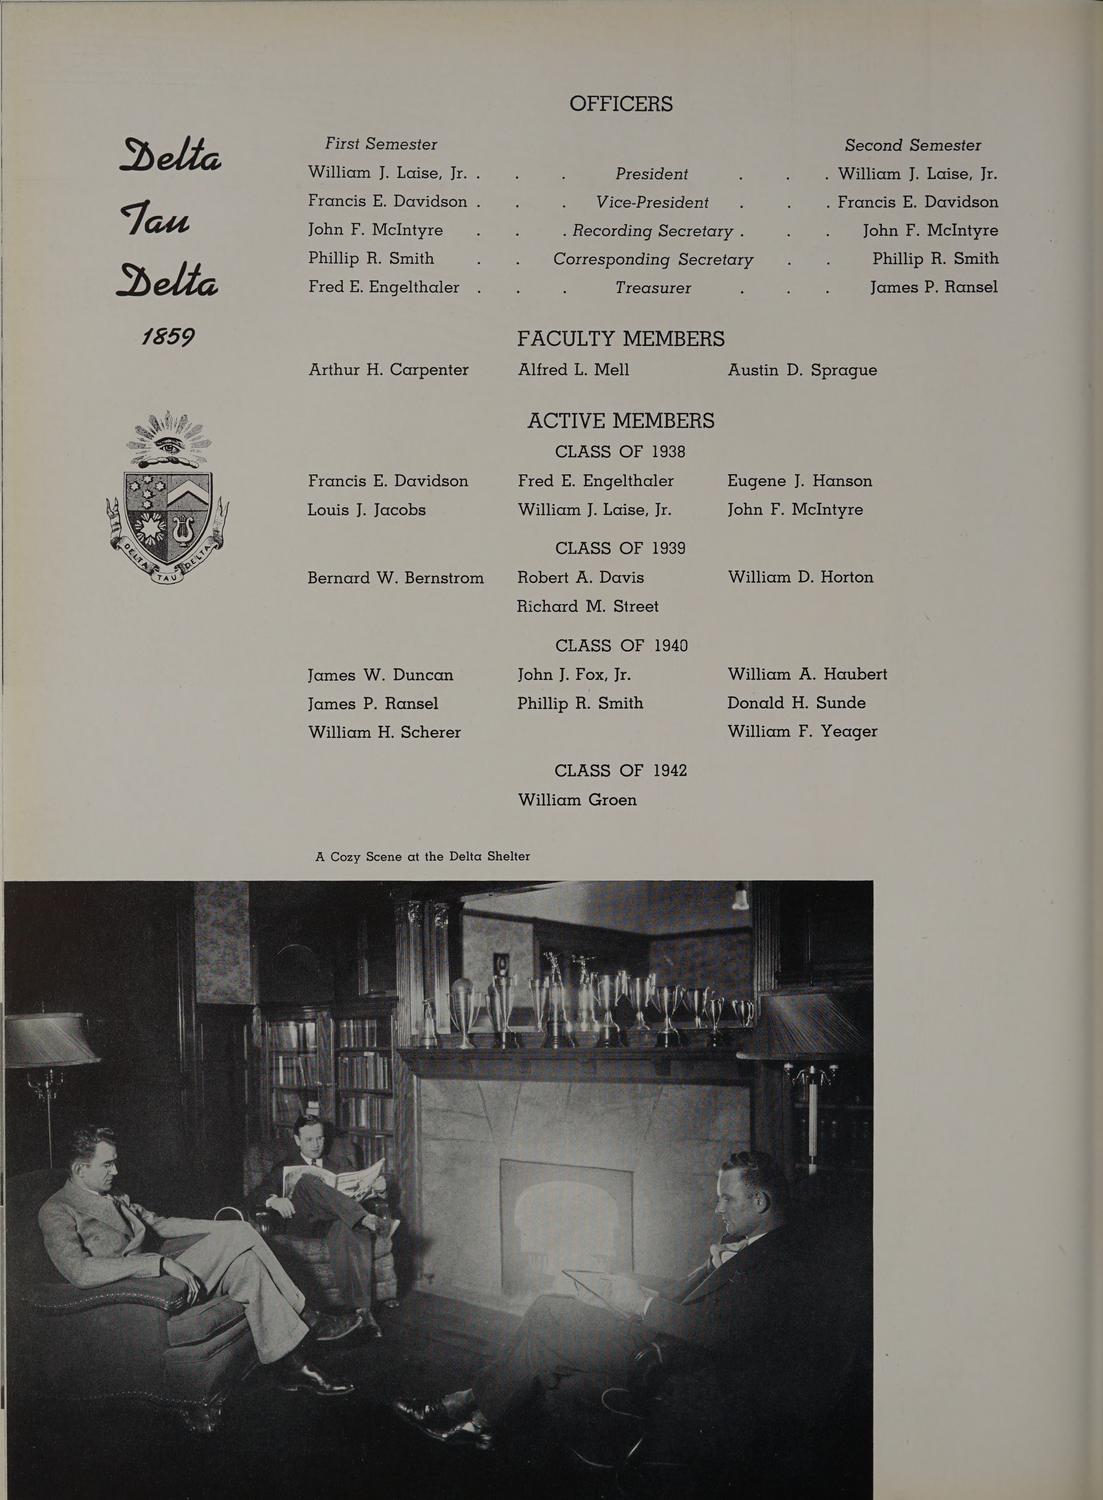 OFFICERS
Delta
Tau
Delta
1859
First Semester Second Semester
William J. Laise, Jr. . . . President . . . William J. Laise, Jr.
Francis E. Davidson . . . Vice-President . . . Francis E. Davidson
John F. McIntyre . . . Recording Secretary . . . John F. McIntyre
Phillip R. Smith . . Corresponding Secretary . . Phillip R. Smith
Fred E. Engelthaler . . . Treasurer . . . James P. Ransel
FACULTY MEMBERS
Arthur H. Carpenter Alfred L. Mell Austin D. Sprague
ACTIVE MEMBERS
CLASS OF 1938
Francis E. Davidson Fred E. Engelthaler Eugene J. Hanson
Louis J. Jacobs William J. Laise, Jr. John F. McIntyre
CLASS OF 1939
Bernard W. Bernstrom Robert A. Davis William D. Horton
Richard M. Street
CLASS OF 1940
James W. Duncan John J. Fox, Jr. William A. Haubert
James P. Ransel Phillip R. Smith Donald H. Sunde
William H. Scherer William F. Yeager
CLASS OF 1942
William Groen
DELTA TAU DELTA
A Cozy Scene at the Delta Shelter